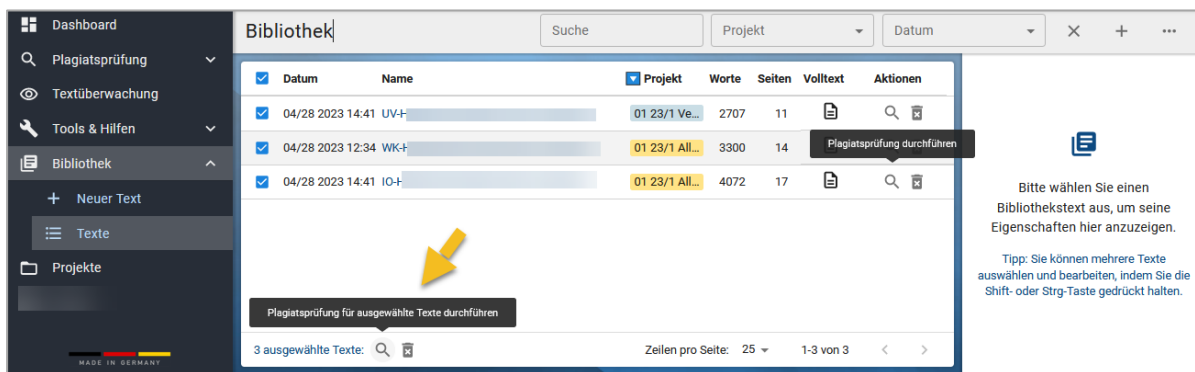 Dashboard
Plagiatsprüfung
Textüberwachung
Tools & Hilfen
Bibliothek
Neuer Text
Texte
Projekte
MADE IN GERMANY
Bibliothek
Suche
Projekt
Datum
Datum Name Projekt Worte Seiten Volltext Aktionen
04/28 2023 14:41 UV-H 01 23/1 Ve... 2707 11
04/28 2023 12:34 WK-H 01 23/1 All... 3300 14
Plagiatsprüfung durchführen
04/28 2023 14:41 IO-H 01 23/1 All... 4072 17
Plagiatsprüfung für ausgewählte Texte durchführen
3 ausgewählte Texte:
Zeilen pro Seite: 25
1-3 von 3
Bitte wählen Sie einen
Bibliothekstext aus, um seine
Eigenschaften hier anzuzeigen.
Tipp: Sie können mehrere Texte
auswählen und bearbeiten, indem Sie die
Shift- oder Strg-Taste gedrückt halten.